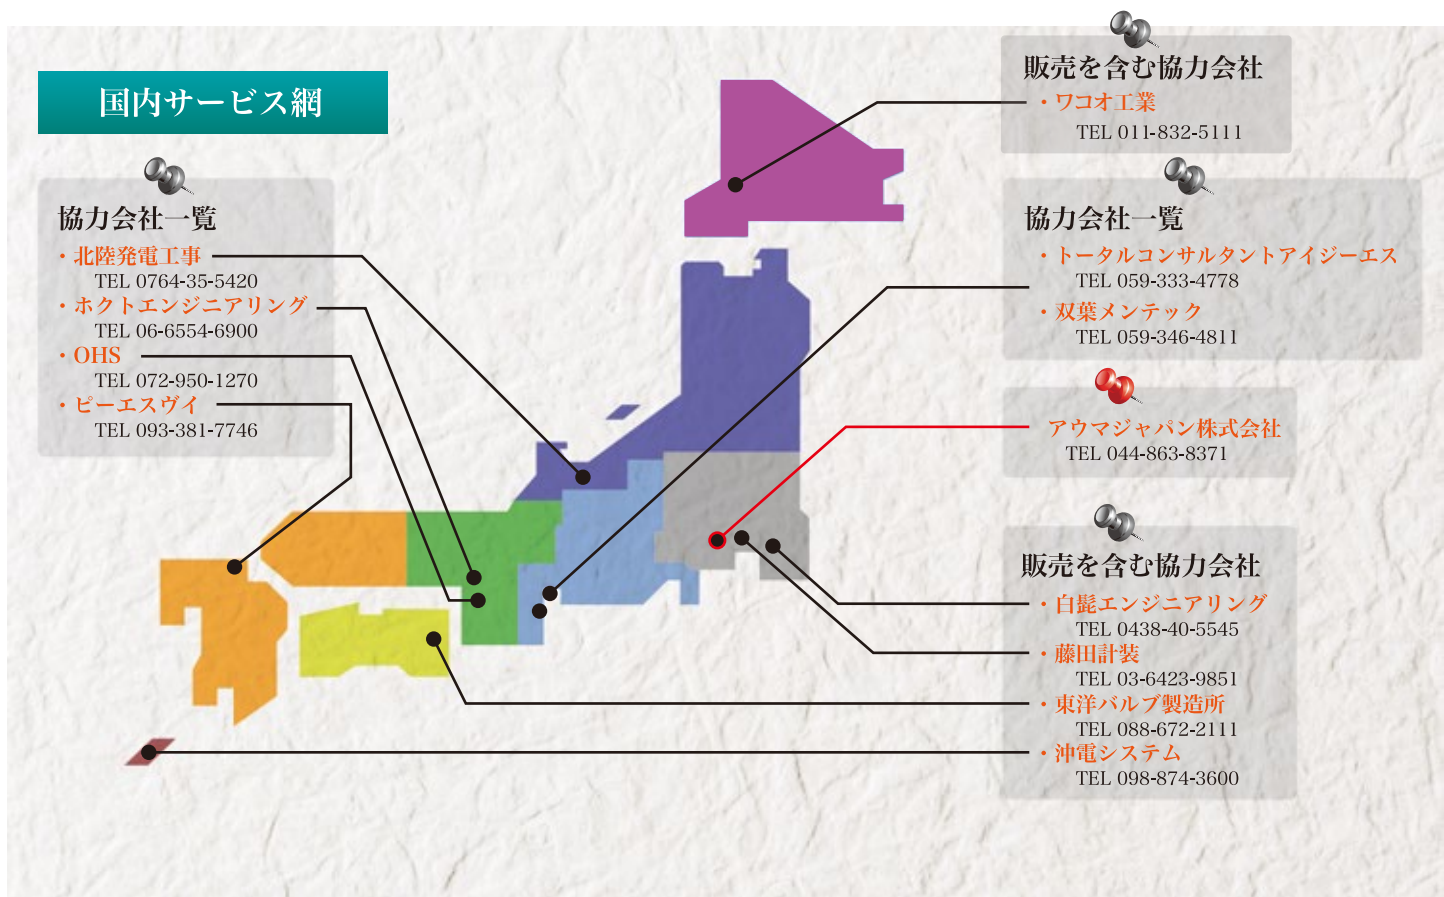 国内サービス網
協力会社一覧
・北陸発電工事
TEL 0764-35-5420
・ホクトエンジニアリング
TEL 06-6554-6900
・OHS
TEL 072-950-1270
・ピーエスヴイ
TEL 093-381-7746
販売を含む協力会社
・ワコオ工業
TEL 011-832-5111
協力会社一覧
・トータルコンサルタントアイジーエス
TEL 059-333-4778
・双葉メンテック
TEL 059-346-4811
アウマジャパン株式会社
TEL 044-863-8371
販売を含む協力会社
・白髭エンジニアリング
TEL 0438-40-5545
・藤田計装
TEL 03-6423-9851
・東洋バルブ製造所
TEL 088-672-2111
・沖電システム
TEL 098-874-3600